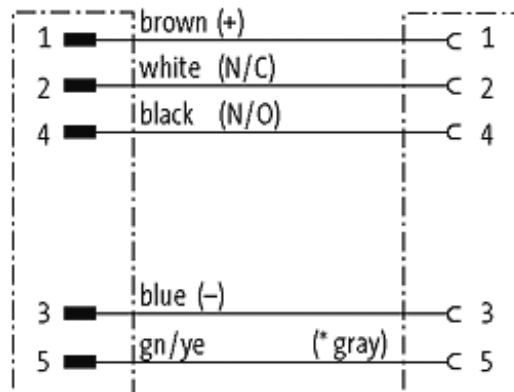 1 brown (+) 1
2 white (N/C) 2
4 black (N/O) 4
3 blue (–) 3
5 gn/ye (* gray) 5